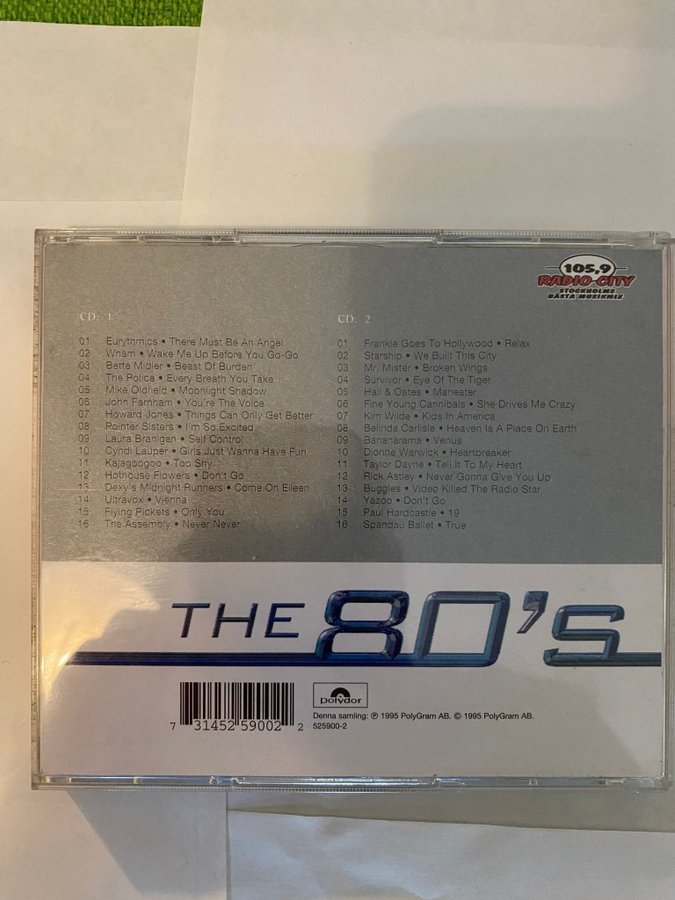 105,9
RADIO CITY
STOCKHOLMS
BÄSTA MUSIKMIX
CD: 1
01 Eurythmics • There Must Be An Angel
02 Wham • Wake Me Up Before You Go-Go
03 Bette Midler • Beast Of Burden
04 The Police • Every Breath You Take
05 Mike Oldfield • Moonlight Shadow
06 John Farnham • You're The Voice
07 Howard Jones • Things Can Only Get Better
08 Pointer Sisters • I'm So Excited
09 Laura Branigan • Self Control
10 Cyndi Lauper • Girls Just Wanna Have Fun
11 Kajagoogoo • Too Shy
12 Hothouse Flowers • Don't Go
13 Dexy's Midnight Runners • Come On Eileen
14 Ultravox • Vienna
15 Flying Pickets • Only You
16 The Assembly • Never Never
CD: 2
01 Frankie Goes To Hollywood • Relax
02 Starship • We Built This City
03 Mr. Mister • Broken Wings
04 Survivor • Eye Of The Tiger
05 Hall & Oates • Maneater
06 Fine Young Cannibals • She Drives Me Crazy
07 Kim Wilde • Kids In America
08 Belinda Carlisle • Heaven Is A Place On Earth
09 Bananarama • Venus
10 Dionne Warwick • Heartbreaker
11 Taylor Dayne • Tell It To My Heart
12 Rick Astley • Never Gonna Give You Up
13 Buggles • Video Killed The Radio Star
14 Yazoo • Don't Go
15 Paul Hardcastle • 19
16 Spandau Ballet • True
THE 80's
7 31452 59002 2
polydor
Denna samling: ℗ 1995 PolyGram AB. © 1995 PolyGram AB.
525900-2